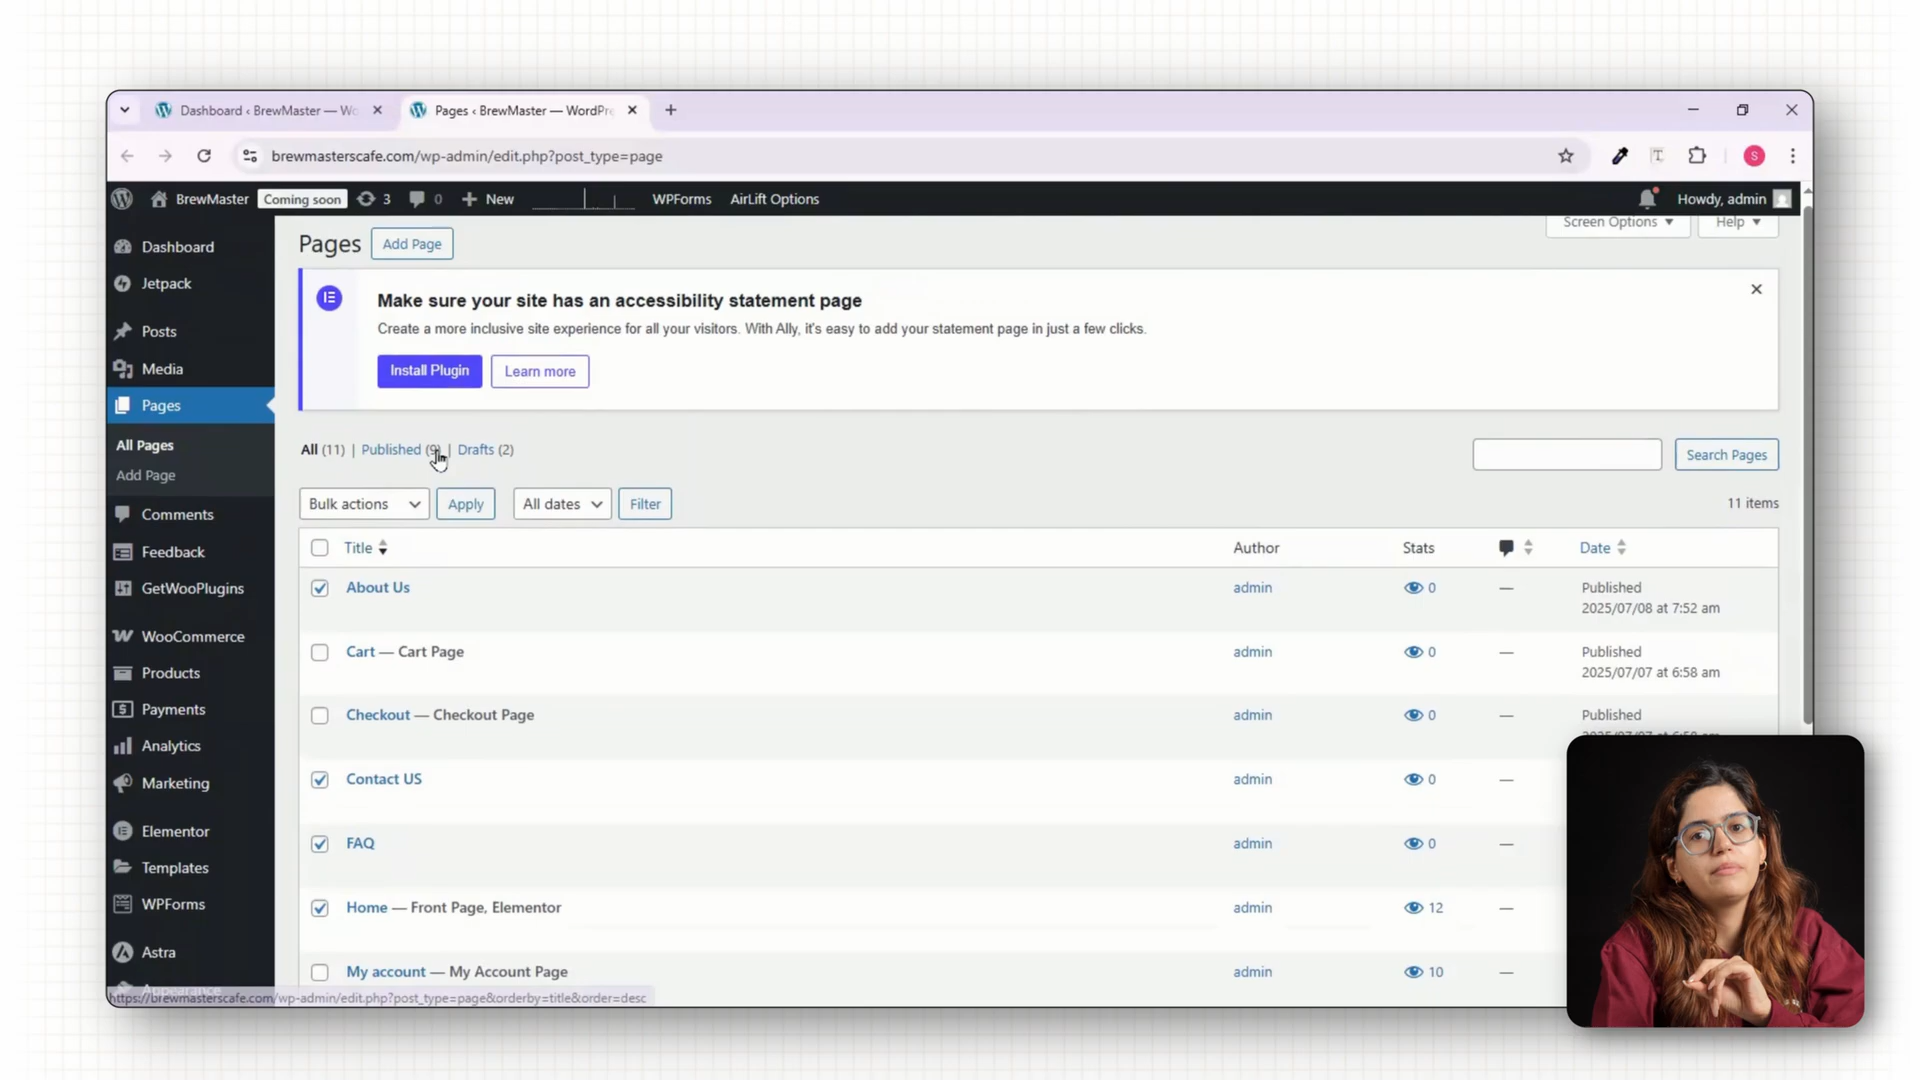 Dashboard ‹ BrewMaster — Wo
Pages ‹ BrewMaster — WordPre
brewmasterscafe.com/wp-admin/edit.php?post_type=page
S
BrewMaster
Coming soon
3
0
New
WPForms
AirLift Options
Howdy, admin
Screen Options
Help
Dashboard
Jetpack
Posts
Media
Pages
All Pages
Add Page
Comments
Feedback
GetWooPlugins
WooCommerce
Products
Payments
Analytics
Marketing
Elementor
Templates
WPForms
Astra
Appearance
Pages
Add Page
Make sure your site has an accessibility statement page
Create a more inclusive site experience for all your visitors. With Ally, it's easy to add your statement page in just a few clicks.
Install Plugin
Learn more
All (11) | Published (9) | Drafts (2)
Search Pages
Bulk actions
Apply
All dates
Filter
11 items
Title
Author
Stats
Date
About Us
admin
0
—
Published
2025/07/08 at 7:52 am
Cart — Cart Page
admin
0
—
Published
2025/07/07 at 6:58 am
Checkout — Checkout Page
admin
0
—
Published
Contact US
admin
0
—
FAQ
admin
0
—
Home — Front Page, Elementor
admin
12
—
My account — My Account Page
admin
10
—
https://brewmasterscafe.com/wp-admin/edit.php?post_type=page&orderby=title&order=desc